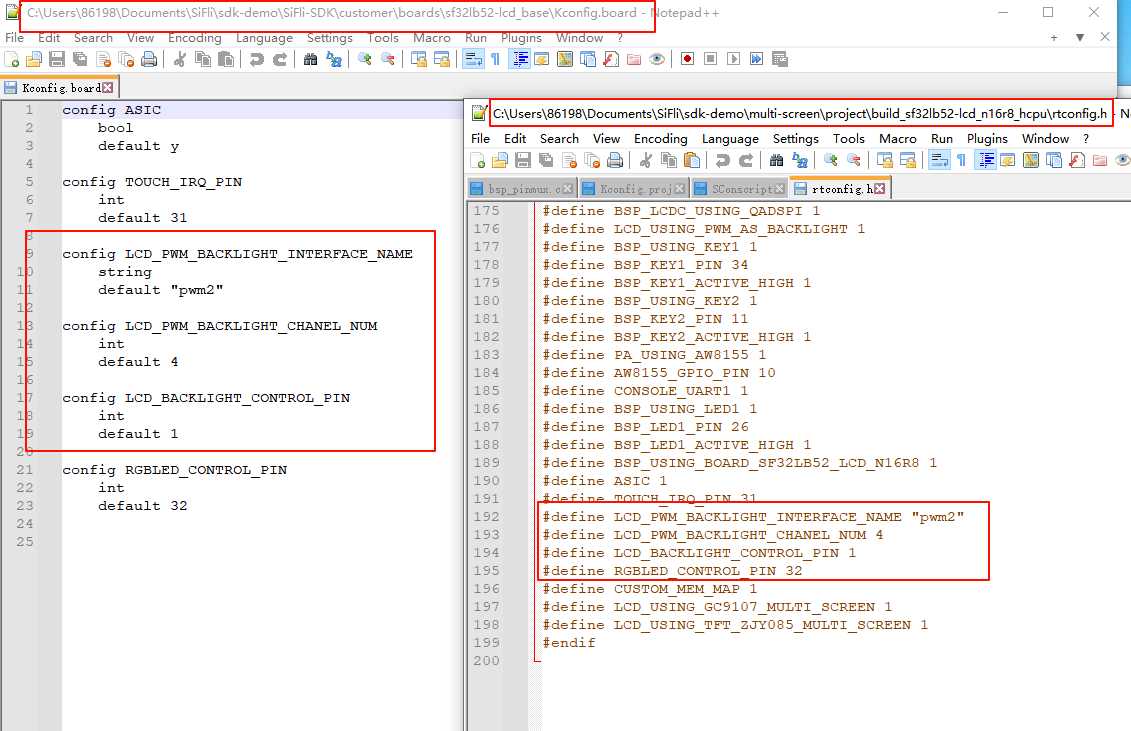 C:\Users\86198\Documents\SiFli\sdk-demo\SiFli-SDK\customer\boards\sf32lb52-lcd_base\Kconfig.board - Notepad++
File Edit Search View Encoding Language Settings Tools Macro Run Plugins Window ?
Kconfig.board
1 config ASIC
2 bool
3 default y
4
5 config TOUCH_IRQ_PIN
6 int
7 default 31
8
9 config LCD_PWM_BACKLIGHT_INTERFACE_NAME
10 string
11 default "pwm2"
12
13 config LCD_PWM_BACKLIGHT_CHANEL_NUM
14 int
15 default 4
16
17 config LCD_BACKLIGHT_CONTROL_PIN
18 int
19 default 1
20
21 config RGBLED_CONTROL_PIN
22 int
23 default 32
24
25
C:\Users\86198\Documents\SiFli\sdk-demo\multi-screen\project\build_sf32lb52-lcd_n16r8_hcpu\rtconfig.h - No
File Edit Search View Encoding Language Settings Tools Macro Run Plugins Window ?
bsp_pinmux.c Kconfig.proj SConscript rtconfig.h
175 #define BSP_LCDC_USING_QADSPI 1
176 #define LCD_USING_PWM_AS_BACKLIGHT 1
177 #define BSP_USING_KEY1 1
178 #define BSP_KEY1_PIN 34
179 #define BSP_KEY1_ACTIVE_HIGH 1
180 #define BSP_USING_KEY2 1
181 #define BSP_KEY2_PIN 11
182 #define BSP_KEY2_ACTIVE_HIGH 1
183 #define PA_USING_AW8155 1
184 #define AW8155_GPIO_PIN 10
185 #define CONSOLE_UART1 1
186 #define BSP_USING_LED1 1
187 #define BSP_LED1_PIN 26
188 #define BSP_LED1_ACTIVE_HIGH 1
189 #define BSP_USING_BOARD_SF32LB52_LCD_N16R8 1
190 #define ASIC 1
191 #define TOUCH_IRQ_PIN 31
192 #define LCD_PWM_BACKLIGHT_INTERFACE_NAME "pwm2"
193 #define LCD_PWM_BACKLIGHT_CHANEL_NUM 4
194 #define LCD_BACKLIGHT_CONTROL_PIN 1
195 #define RGBLED_CONTROL_PIN 32
196 #define CUSTOM_MEM_MAP 1
197 #define LCD_USING_GC9107_MULTI_SCREEN 1
198 #define LCD_USING_TFT_ZJY085_MULTI_SCREEN 1
199 #endif
200